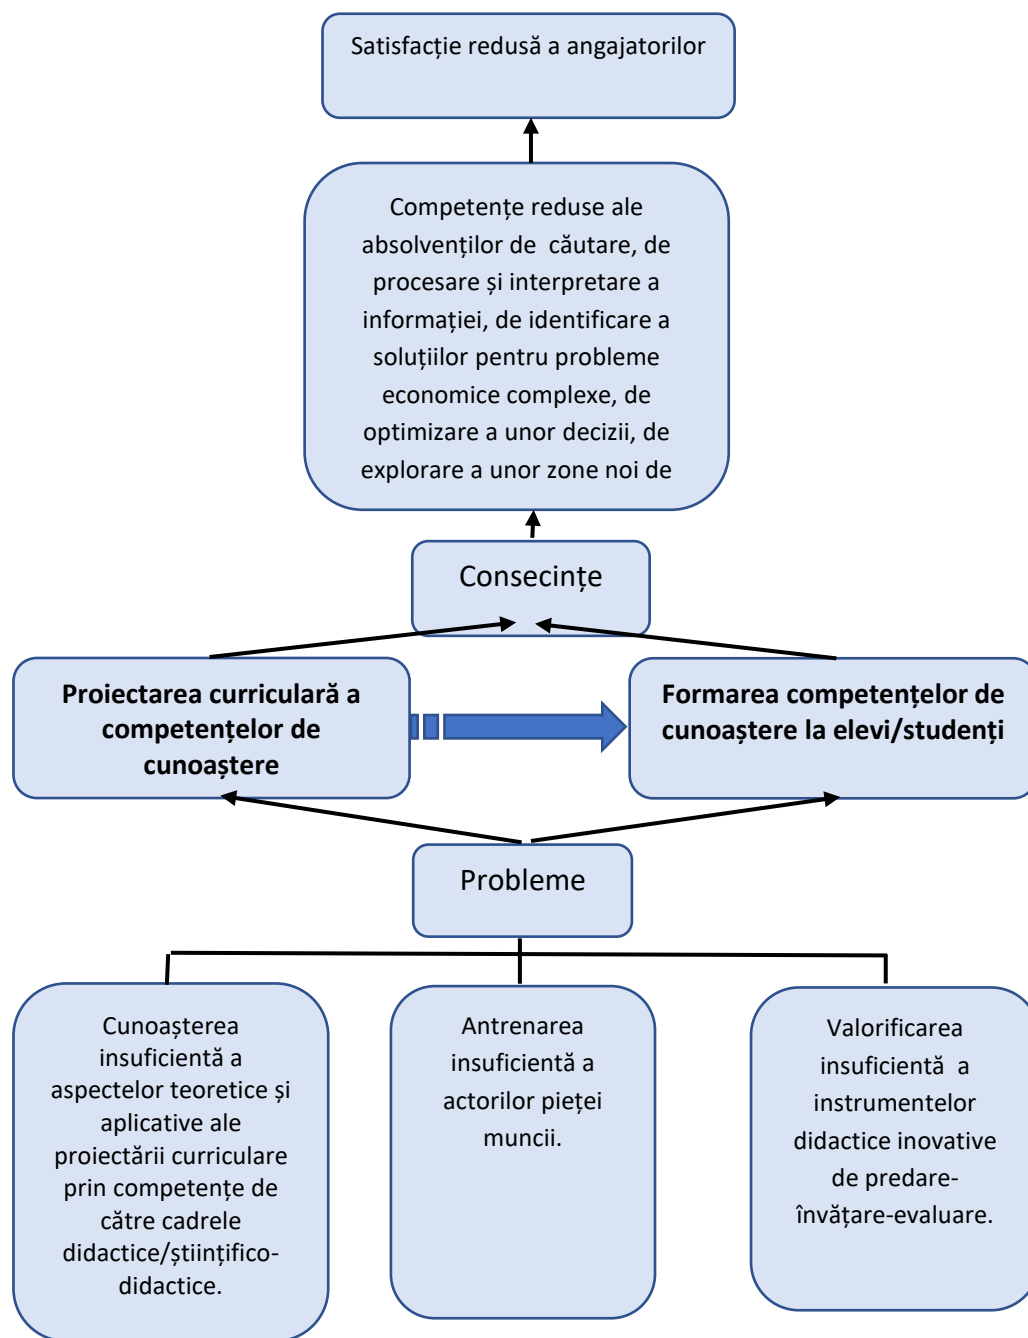 Satisfacție redusă a angajatorilor
Competențe reduse ale
absolvenților de căutare, de
procesare și interpretare a
informației, de identificare a
soluțiilor pentru probleme
economice complexe, de
optimizare a unor decizii, de
explorare a unor zone noi de
Consecințe
Proiectarea curriculară a
competențelor de
cunoaștere
Formarea competențelor de
cunoaștere la elevi/studenți
Probleme
Cunoașterea
insuficientă a
aspectelor teoretice și
aplicative ale
proiectării curriculare
prin competențe de
către cadrele
didactice/științifico-
didactice.
Antrenarea
insuficientă a
actorilor pieței
muncii.
Valorificarea
insuficientă a
instrumentelor
didactice inovative
de predare-
învățare-evaluare.